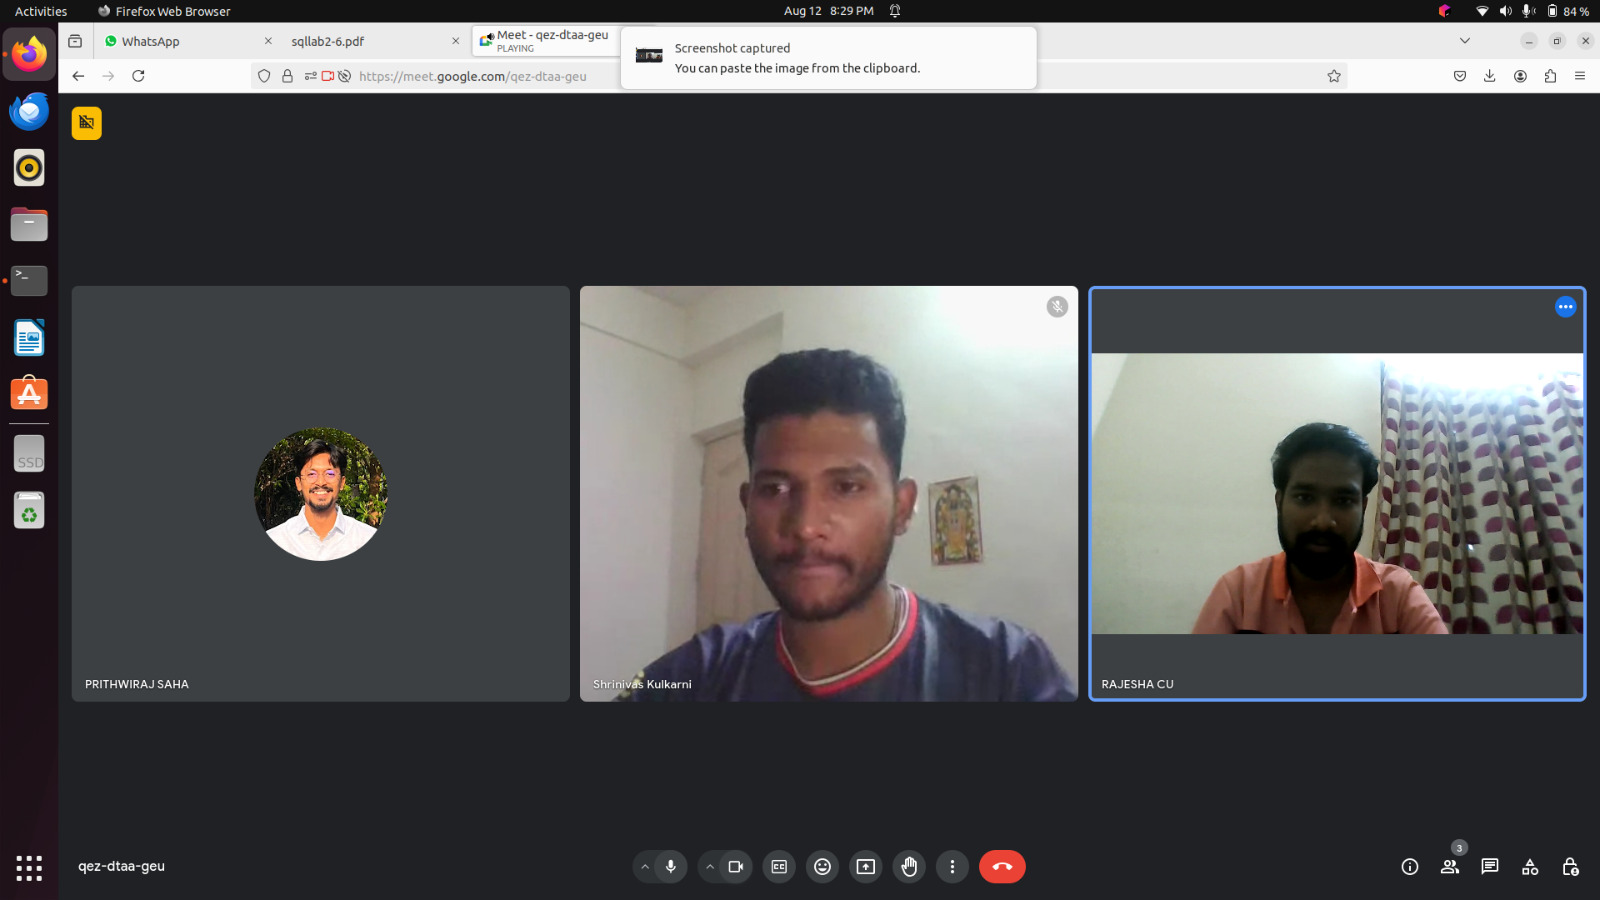 Activities
Firefox Web Browser
Aug 12 8:29 PM
84 %
WhatsApp
sqllab2-6.pdf
Meet - qez-dtaa-geu
PLAYING
Screenshot captured
You can paste the image from the clipboard.
https://meet.google.com/qez-dtaa-geu
>_
SSD
PRITHWIRAJ SAHA
Shrinivas Kulkarni
RAJESHA CU
qez-dtaa-geu
CC
3